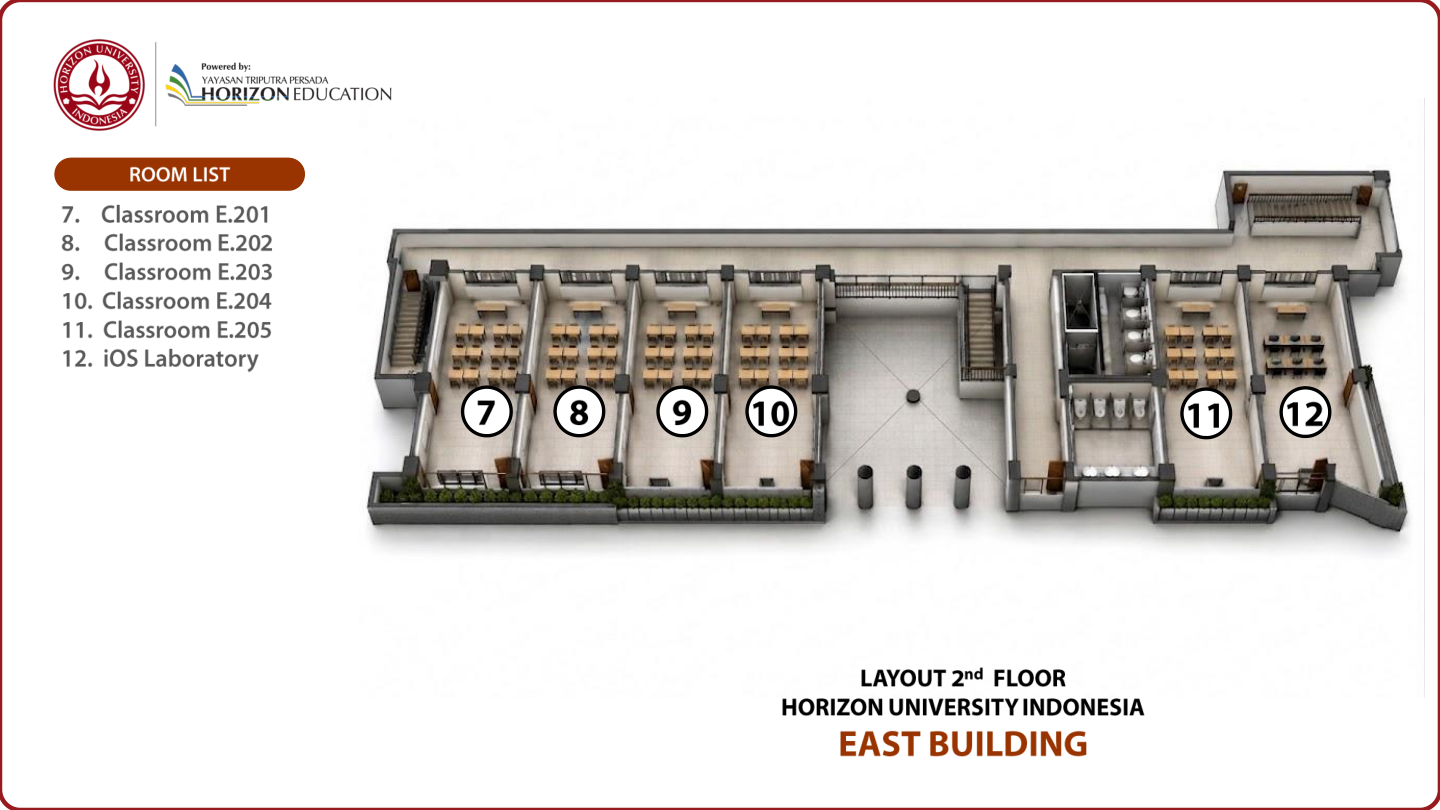 HORIZON UNIVERSITY
INDONESIA
Powered by:
YAYASAN TRIPUTRA PERSADA
HORIZON EDUCATION
ROOM LIST
7. Classroom E.201
8. Classroom E.202
9. Classroom E.203
10. Classroom E.204
11. Classroom E.205
12. iOS Laboratory
7 8 9 10 11 12
LAYOUT 2nd FLOOR
HORIZON UNIVERSITY INDONESIA
EAST BUILDING